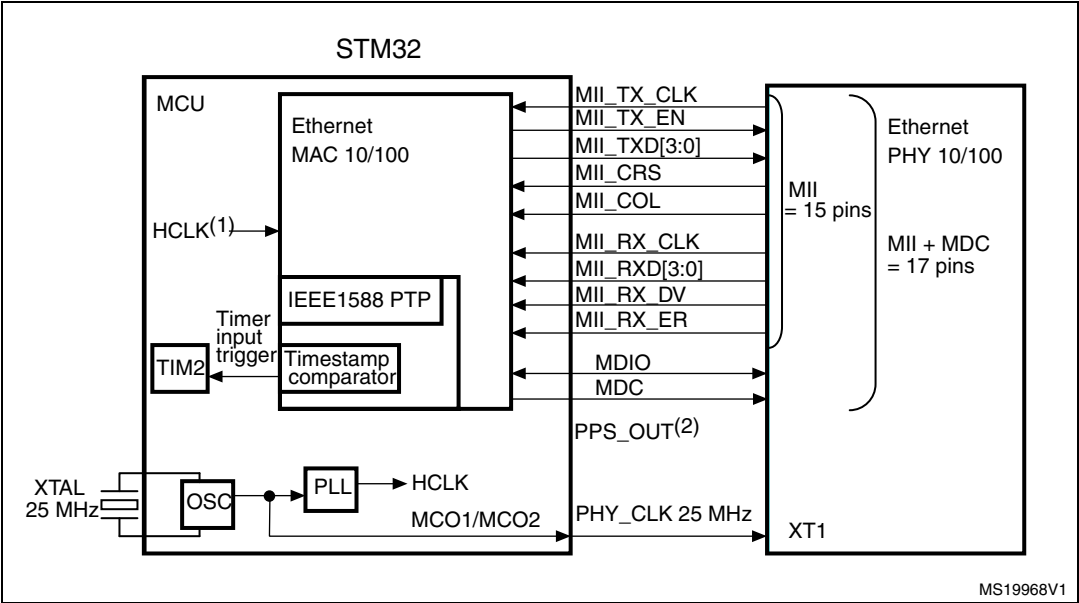 STM32
MCU
Ethernet
MAC 10/100
HCLK(1)
IEEE1588 PTP
Timer
input
trigger
TIM2
Timestamp
comparator
XTAL
25 MHz
OSC
PLL
HCLK
MCO1/MCO2
MII_TX_CLK
MII_TX_EN
MII_TXD[3:0]
MII_CRS
MII_COL
MII_RX_CLK
MII_RXD[3:0]
MII_RX_DV
MII_RX_ER
MDIO
MDC
PPS_OUT(2)
PHY_CLK 25 MHz
MII
= 15 pins
Ethernet
PHY 10/100
MII + MDC
= 17 pins
XT1
MS19968V1